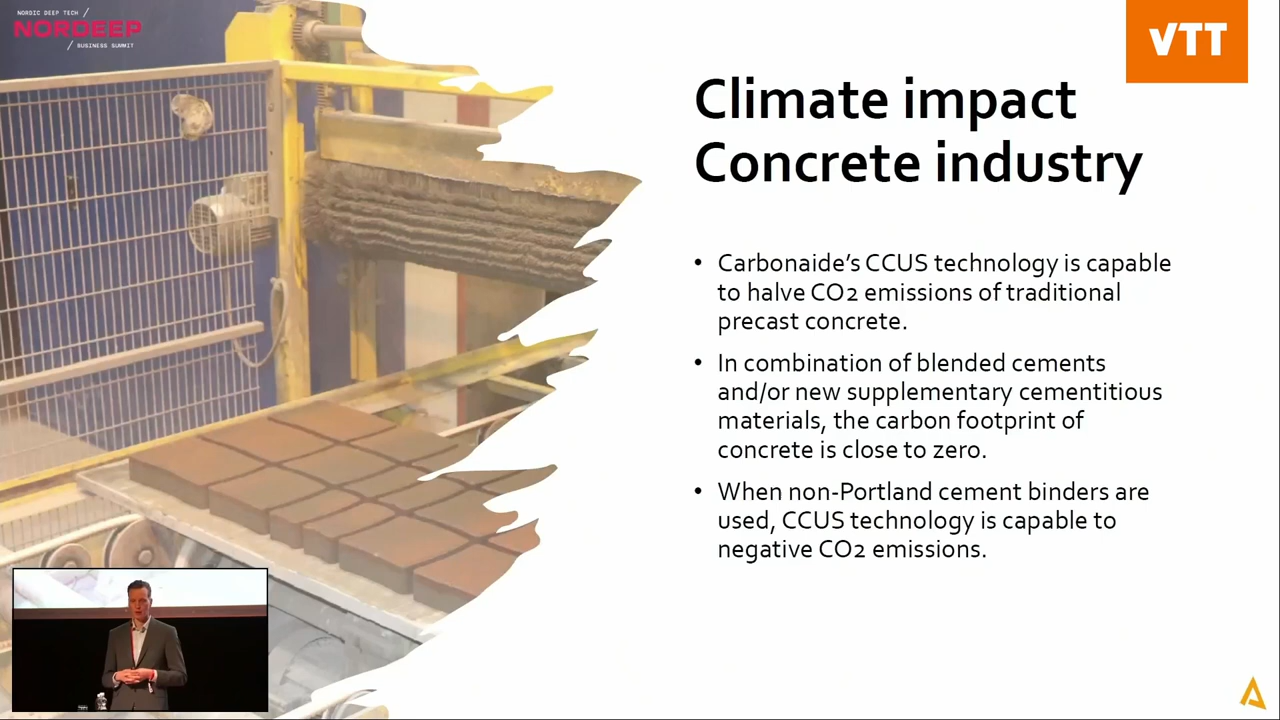 NORDIC DEEP TECH /
NORDEEP
/ BUSINESS SUMMIT
VTT
Climate impact
Concrete industry
• Carbonaide’s CCUS technology is capable
to halve CO2 emissions of traditional
precast concrete.
• In combination of blended cements
and/or new supplementary cementitious
materials, the carbon footprint of
concrete is close to zero.
• When non-Portland cement binders are
used, CCUS technology is capable to
negative CO2 emissions.